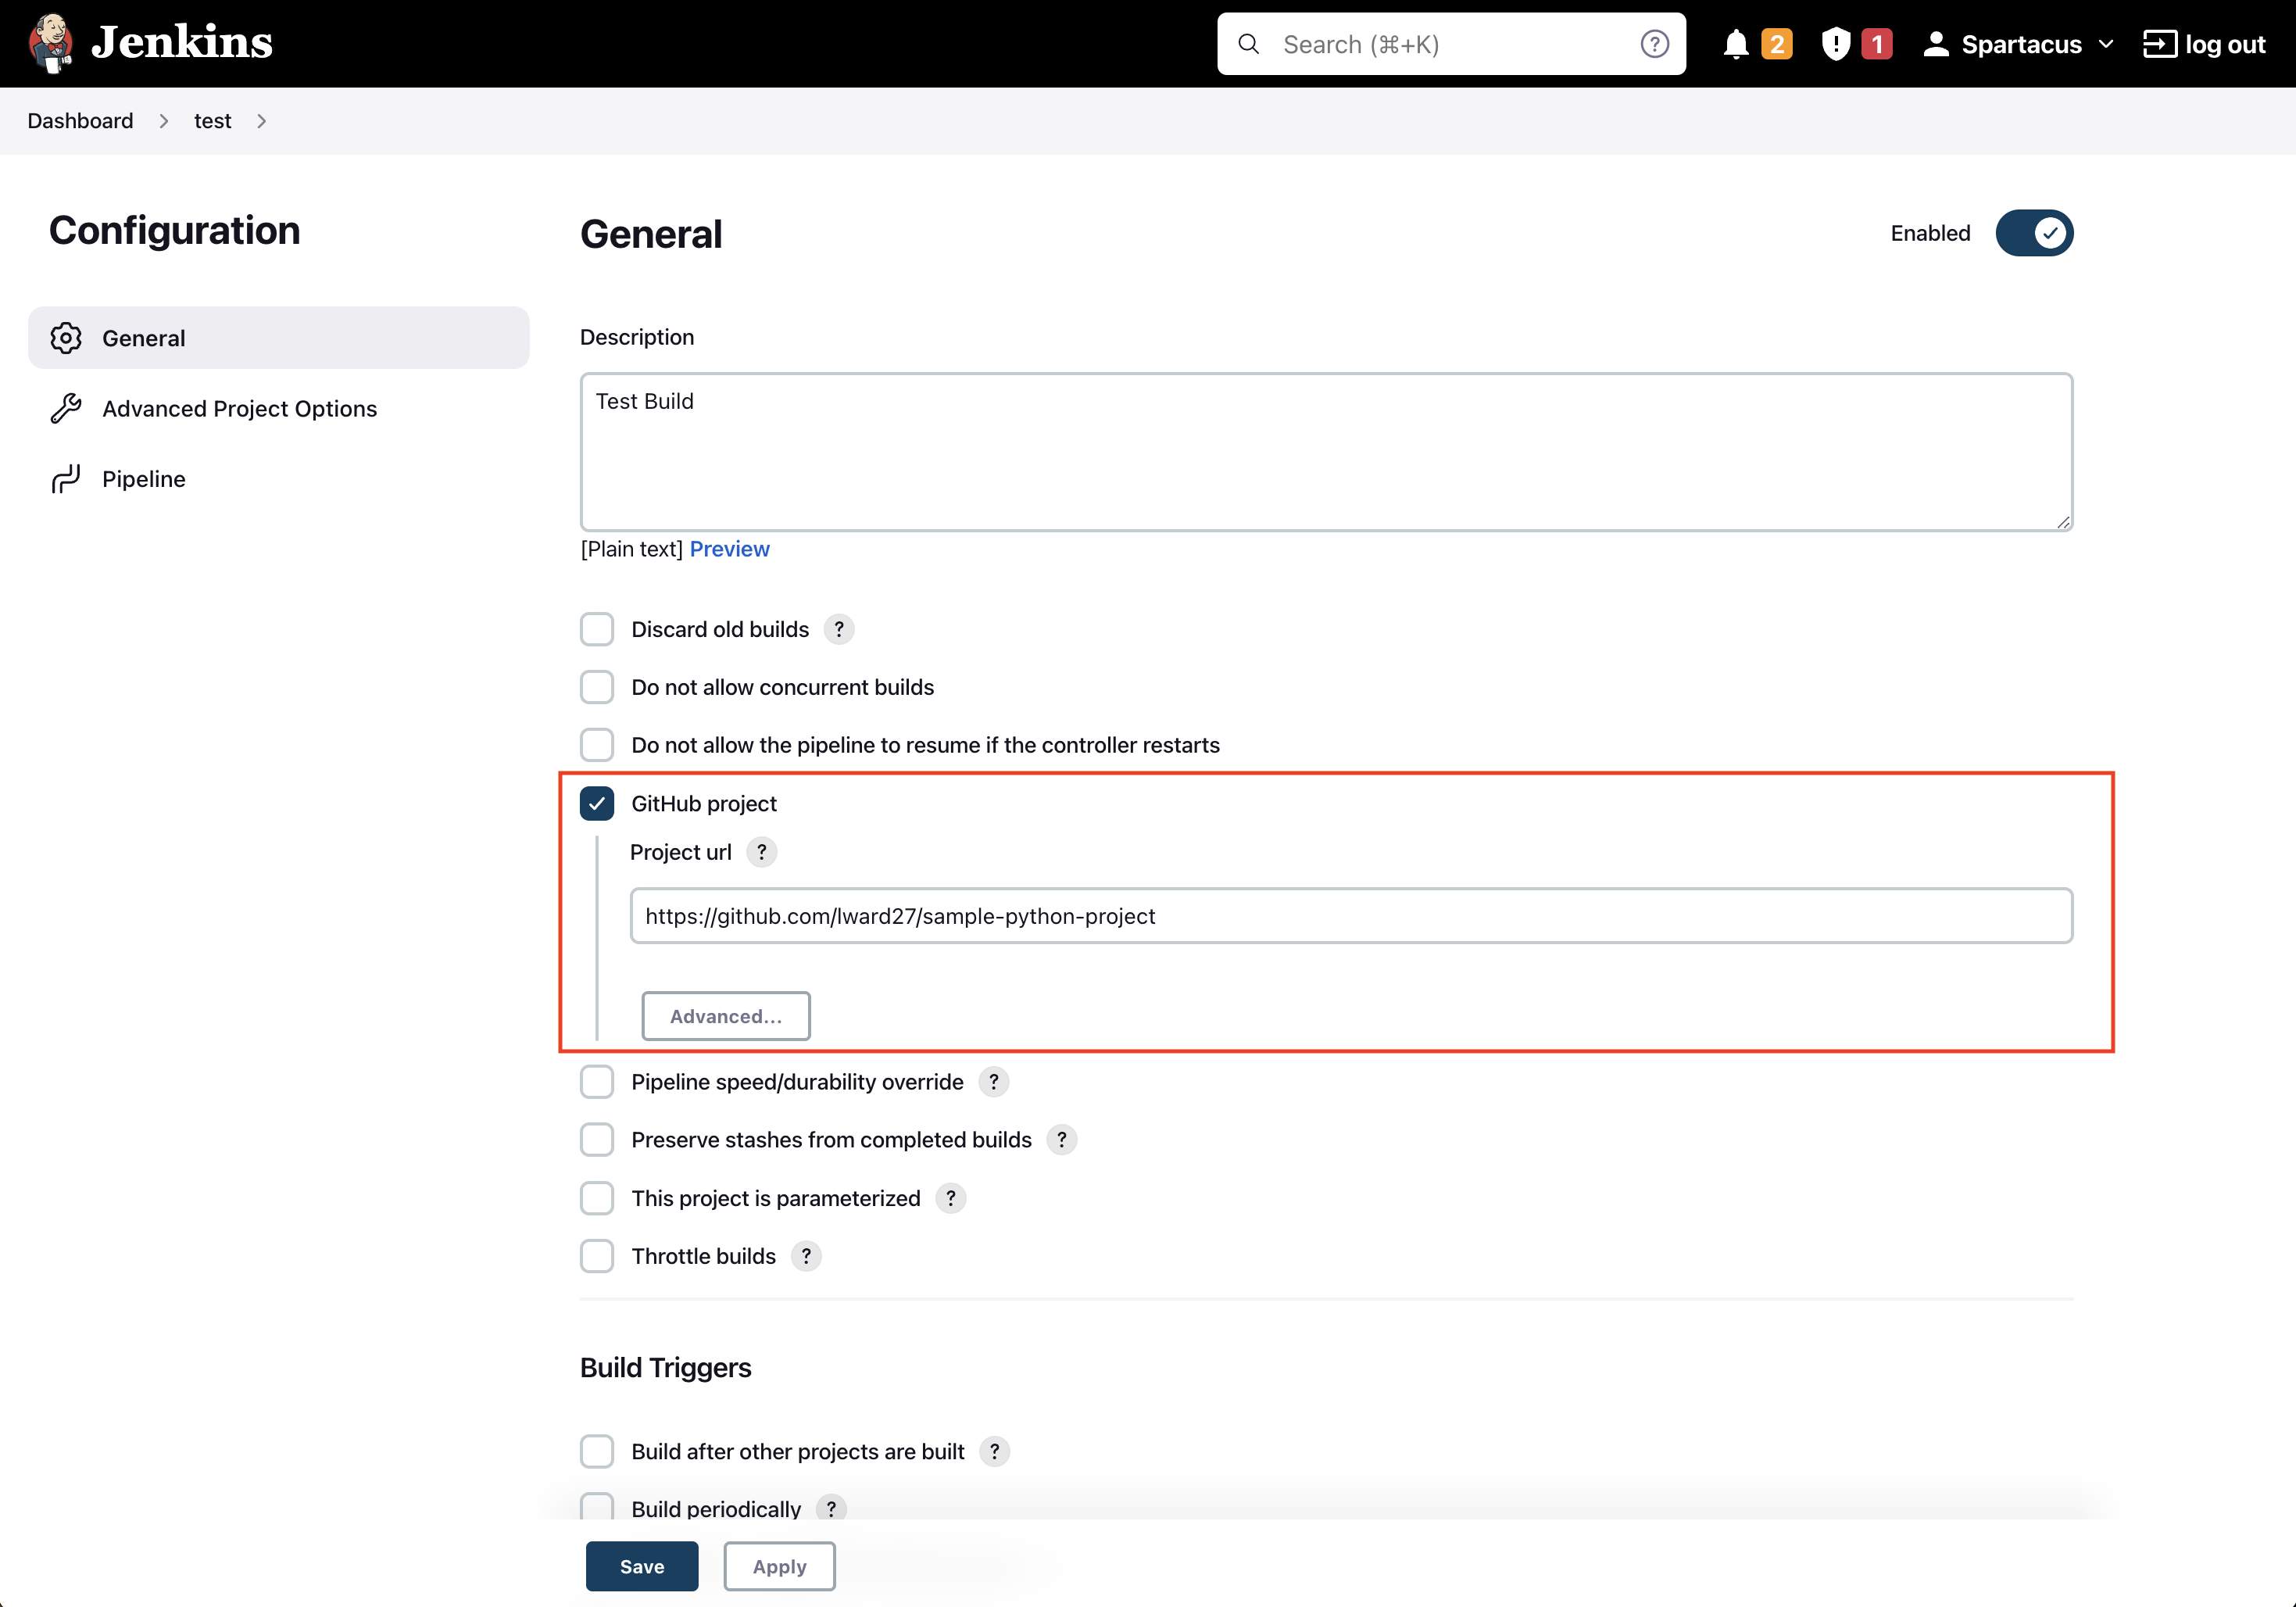 Jenkins
Search (⌘+K)
?
2
1
Spartacus
log out
Dashboard
test
Configuration
General
Advanced Project Options
Pipeline
General
Enabled
Description
Test Build
[Plain text] Preview
Discard old builds ?
Do not allow concurrent builds
Do not allow the pipeline to resume if the controller restarts
GitHub project
Project url ?
https://github.com/lward27/sample-python-project
Advanced...
Pipeline speed/durability override ?
Preserve stashes from completed builds ?
This project is parameterized ?
Throttle builds ?
Build Triggers
Build after other projects are built ?
Build periodically ?
Save
Apply